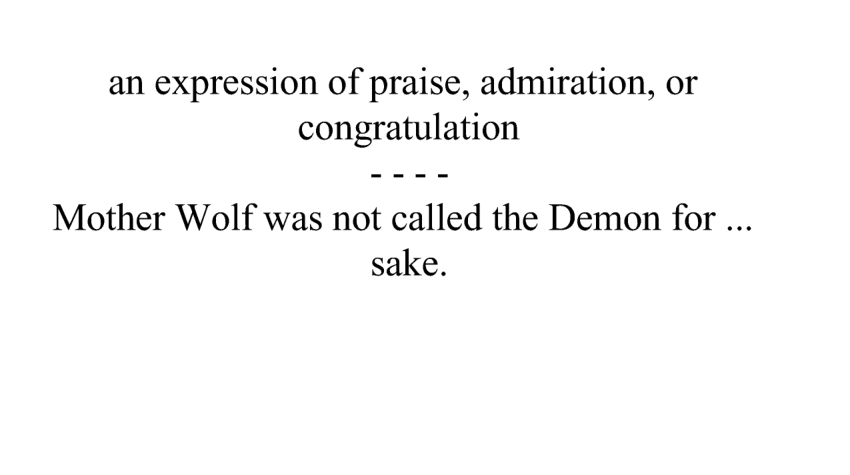 an expression of praise, admiration, or
congratulation
- - - -
Mother Wolf was not called the Demon for ...
sake.